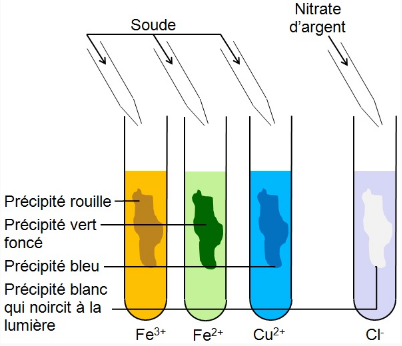 Soude
Nitrate
d’argent
Précipité rouille
Précipité vert
foncé
Précipité bleu
Précipité blanc
qui noircit à la
lumière
Fe³⁺
Fe²⁺
Cu²⁺
Cl⁻